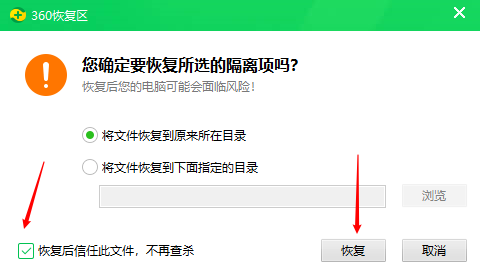 360恢复区
您确定要恢复所选的隔离项吗?
恢复后您的电脑可能会面临风险!
将文件恢复到原来所在目录
将文件恢复到下面指定的目录
浏览
恢复后信任此文件，不再查杀
恢复
取消